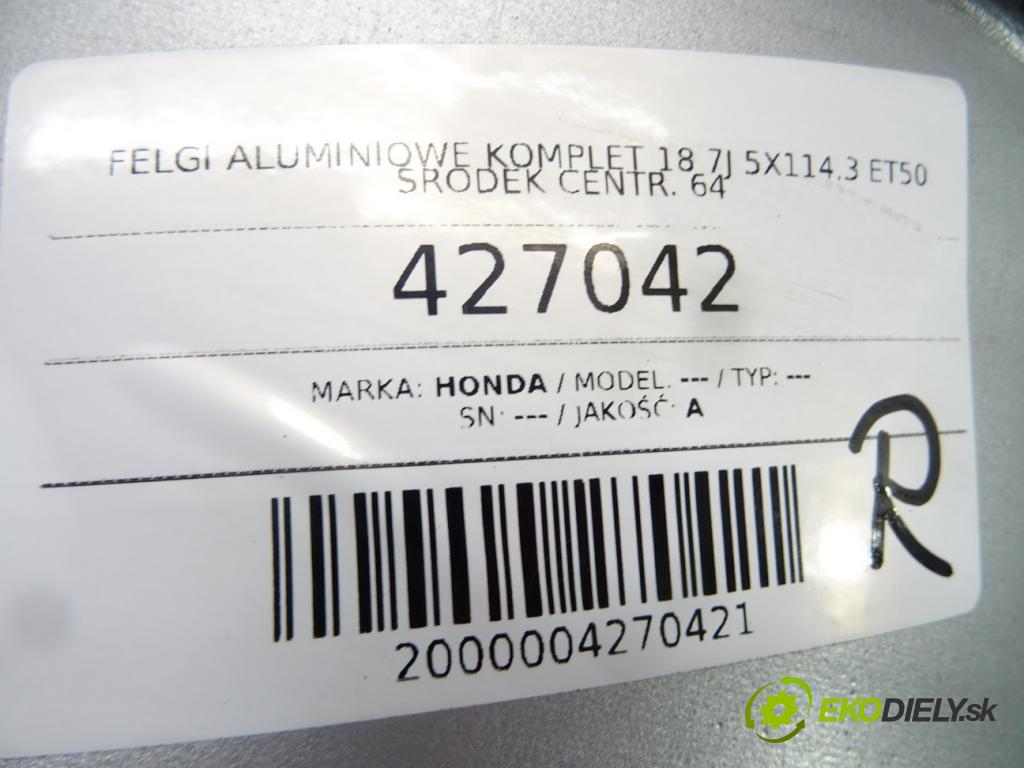 FELGI ALUMINIOWE KOMPLET 18 7J 5X114.3 ET50
ŚRODEK CENTR. 64
427042
MARKA: HONDA / MODEL: --- / TYP: ---
SN: --- / JAKOŚĆ: A
R
2000004270421
EKODIELY.sk